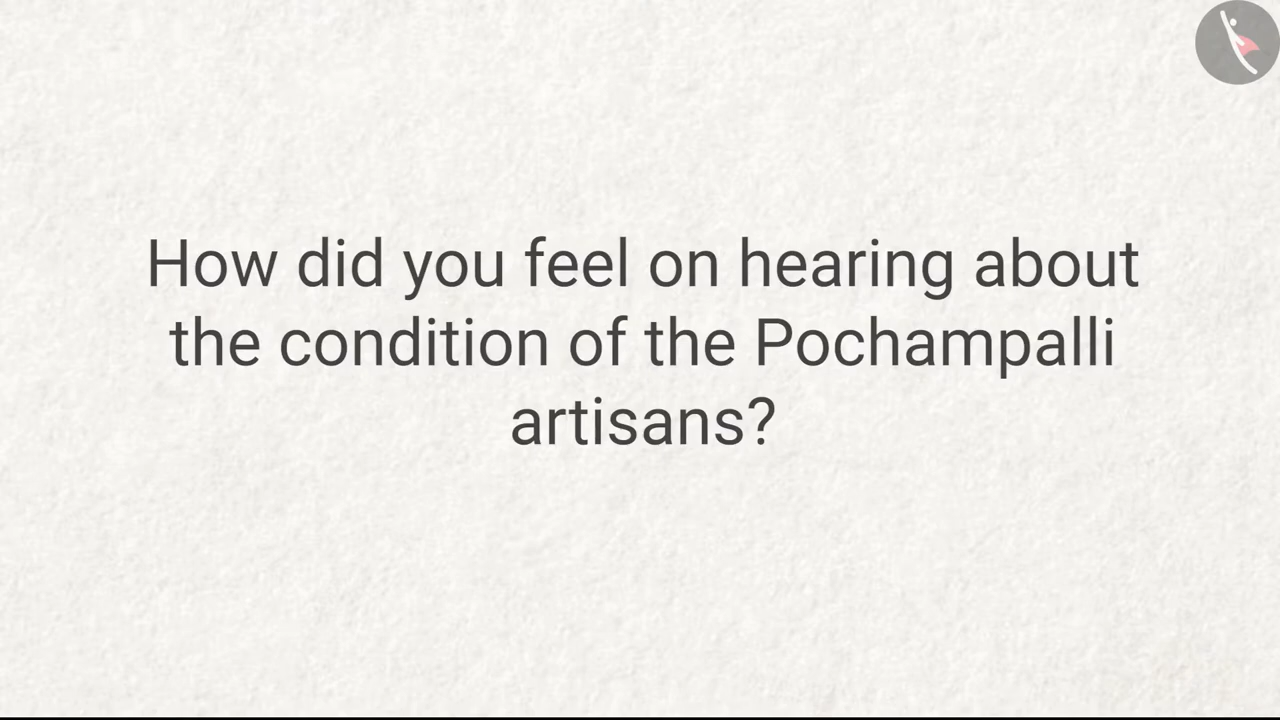 How did you feel on hearing about
the condition of the Pochampalli
artisans?